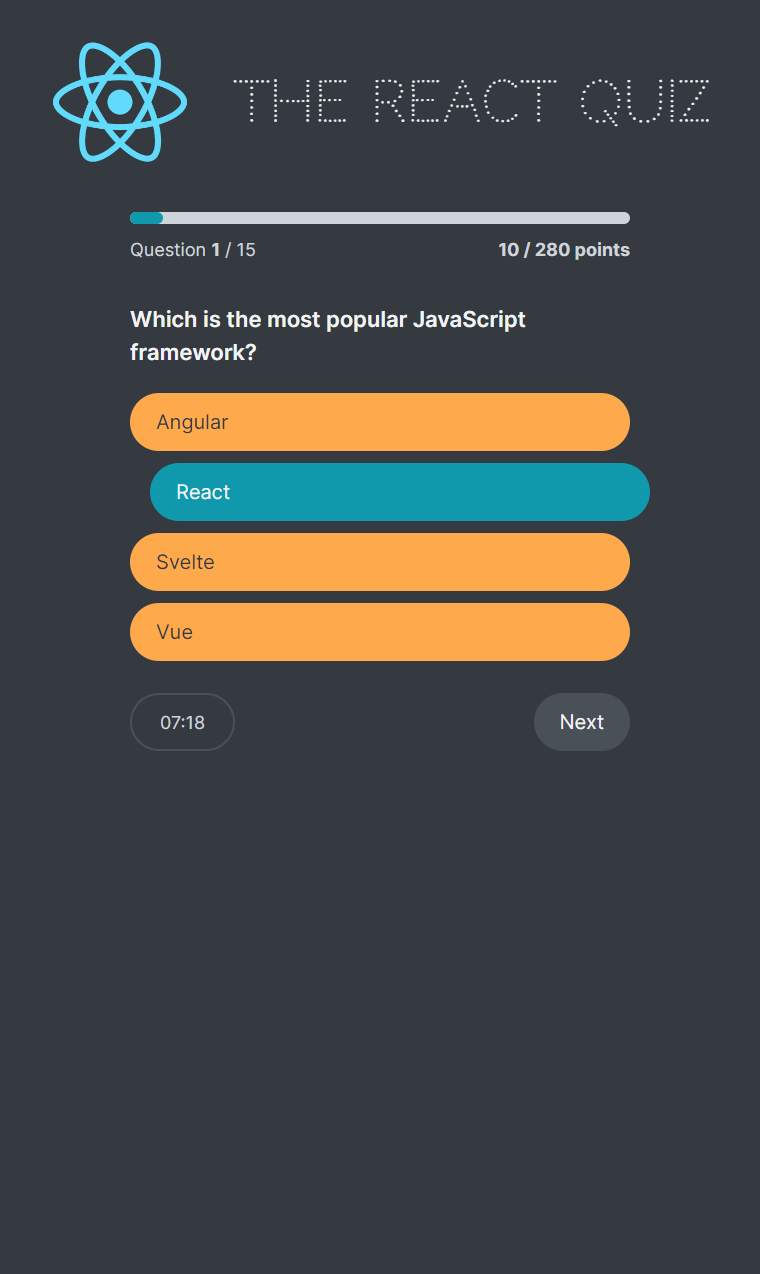 THE REACT QUIZ
Question 1 / 15
10 / 280 points
Which is the most popular JavaScript
framework?
Angular
React
Svelte
Vue
07:18
Next